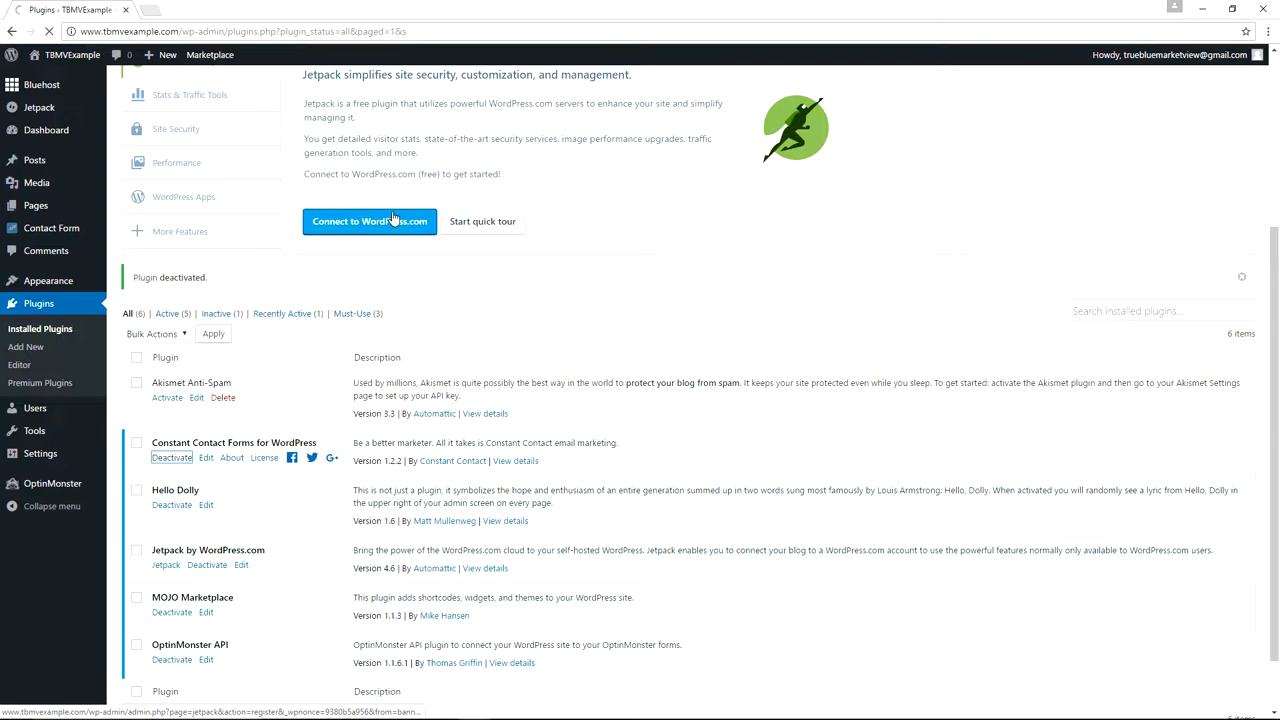 Plugins ‹ TBMVExample
www.tbmvexample.com/wp-admin/plugins.php?plugin_status=all&paged=1&s
TBMVExample 0 New Marketplace
Howdy, truebluemarketview@gmail.com
Bluehost
Jetpack
Dashboard
Posts
Media
Pages
Contact Form
Comments
Appearance
Plugins
Installed Plugins
Add New
Editor
Premium Plugins
Users
Tools
Settings
OptinMonster
Collapse menu
Stats & Traffic Tools
Site Security
Performance
WordPress Apps
More Features
Jetpack simplifies site security, customization, and management.
Jetpack is a free plugin that utilizes powerful WordPress.com servers to enhance your site and simplify
managing it.
You get detailed visitor stats, state-of-the-art security services, image performance upgrades, traffic
generation tools, and more.
Connect to WordPress.com (free) to get started!
Connect to WordPress.com Start quick tour
Plugin deactivated.
All (6) | Active (5) | Inactive (1) | Recently Active (1) | Must-Use (3)
Search installed plugins...
Bulk Actions Apply
6 items
Plugin Description
Akismet Anti-Spam
Activate Edit Delete
Used by millions, Akismet is quite possibly the best way in the world to protect your blog from spam. It keeps your site protected even while you sleep. To get started: activate the Akismet plugin and then go to your Akismet Settings
page to set up your API key.
Version 3.3 | By Automattic | View details
Constant Contact Forms for WordPress
Deactivate Edit About License G+
Be a better marketer. All it takes is Constant Contact email marketing.
Version 1.2.2 | By Constant Contact | View details
Hello Dolly
Deactivate Edit
This is not just a plugin, it symbolizes the hope and enthusiasm of an entire generation summed up in two words sung most famously by Louis Armstrong: Hello, Dolly. When activated you will randomly see a lyric from Hello, Dolly in
the upper right of your admin screen on every page.
Version 1.6 | By Matt Mullenweg | View details
Jetpack by WordPress.com
Jetpack Deactivate Edit
Bring the power of the WordPress.com cloud to your self-hosted WordPress. Jetpack enables you to connect your blog to a WordPress.com account to use the powerful features normally only available to WordPress.com users.
Version 4.6 | By Automattic | View details
MOJO Marketplace
Deactivate Edit
This plugin adds shortcodes, widgets, and themes to your WordPress site.
Version 1.1.3 | By Mike Hansen
OptinMonster API
Deactivate Edit
OptinMonster API plugin to connect your WordPress site to your OptinMonster forms.
Version 1.1.6.1 | By Thomas Griffin | View details
Plugin Description
www.tbmvexample.com/wp-admin/admin.php?page=jetpack&action=register&_wpnonce=9380b5a956&from=bann...
6 items